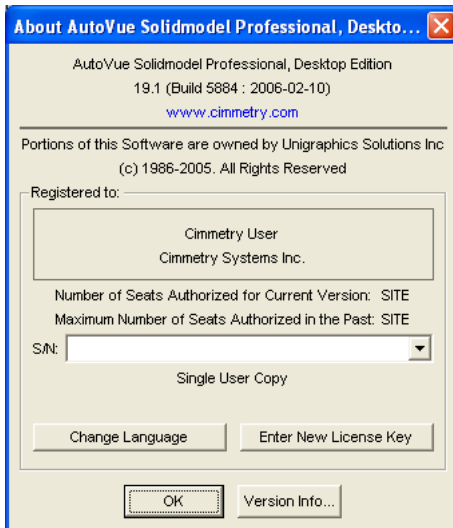 About AutoVue Solidmodel Professional, Deskto...
AutoVue Solidmodel Professional, Desktop Edition
19.1 (Build 5884 : 2006-02-10)
www.cimmetry.com
Portions of this Software are owned by Unigraphics Solutions Inc
(c) 1986-2005. All Rights Reserved
Registered to:
Cimmetry User
Cimmetry Systems Inc.
Number of Seats Authorized for Current Version: SITE
Maximum Number of Seats Authorized in the Past: SITE
S/N:
Single User Copy
Change Language Enter New License Key
OK Version Info...